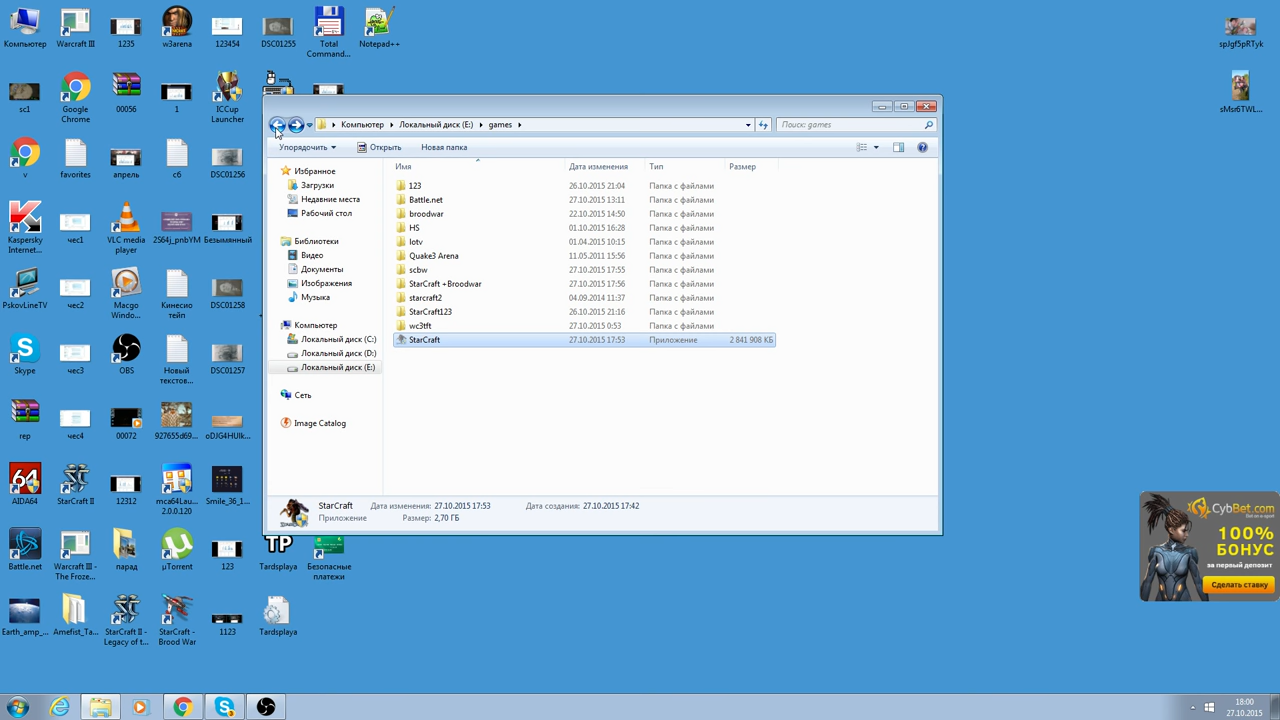 Компьютер
Warcraft III
1235
w3arena
123454
DSC01255
Total Comman...
Notepad++
spJgf5pRTyk
sc1
Google Chrome
00056
1
ICCup Launcher
sMsr6TWL...
v
favorites
апрель
с6
DSC01256
Kaspersky Internet...
чес1
VLC media player
2S64j_pnbYM
Безымянный
PskovLineTV
чес2
Macgo Windo...
Кинесио тейп
DSC01258
Skype
чес3
OBS
Новый текстов...
DSC01257
rep
чес4
00072
927655d69...
oDJG4HUIk...
AIDA64
StarCraft II
12312
mca64Lau... 2.0.0.120
Smile_36_1...
Battle.net
Warcraft III - The Froze...
парад
µTorrent
123
Tardsplaya
Безопасные платежи
Earth_amp_...
Amefist_Ta...
StarCraft II - Legacy of t...
StarCraft - Brood War
1123
Tardsplaya
Компьютер
Локальный диск (E:)
games
Поиск: games
Упорядочить
Открыть
Новая папка
Избранное
Загрузки
Недавние места
Рабочий стол
Библиотеки
Видео
Документы
Изображения
Музыка
Компьютер
Локальный диск (C:)
Локальный диск (D:)
Локальный диск (E:)
Сеть
Image Catalog
Имя Дата изменения Тип Размер
123 26.10.2015 21:04 Папка с файлами
Battle.net 27.10.2015 13:11 Папка с файлами
broodwar 22.10.2015 14:50 Папка с файлами
HS 01.10.2015 16:28 Папка с файлами
lotv 01.04.2015 10:15 Папка с файлами
Quake3 Arena 11.05.2011 15:56 Папка с файлами
scbw 27.10.2015 17:55 Папка с файлами
StarCraft +Broodwar 27.10.2015 17:56 Папка с файлами
starcraft2 04.09.2014 11:37 Папка с файлами
StarCraft123 26.10.2015 21:16 Папка с файлами
wc3tft 27.10.2015 0:53 Папка с файлами
StarCraft 27.10.2015 17:53 Приложение 2 841 908 КБ
StarCraft Дата изменения: 27.10.2015 17:53 Дата создания: 27.10.2015 17:42
Приложение Размер: 2,70 ГБ
CybBet.com
100%
БОНУС
за первый депозит
Сделать ставку
18:00
27.10.2015